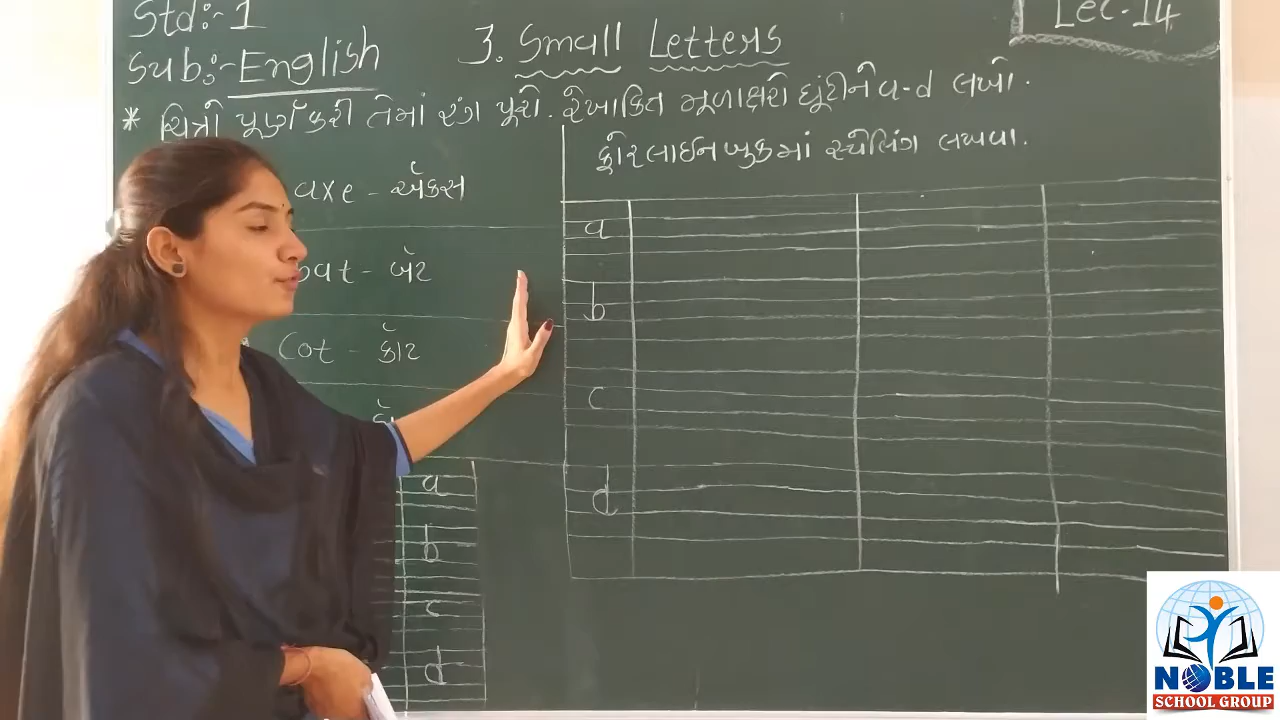 Std:-1
Lec-14
Sub:-English
3. Small Letters
* ચિત્રો પૂર્ણ કરી તેમાં રંગ પૂરો. રેખાંકિત મૂળાક્ષરો ઘૂંટીને a-d લખો.
ફોરલાઇન બુકમાં સ્પેલિંગ લખવા.
axe - ઍક્સ
bat - બૅટ
Cot - કૉટ
a
b
c
d
a
b
c
d
NOBLE
SCHOOL GROUP